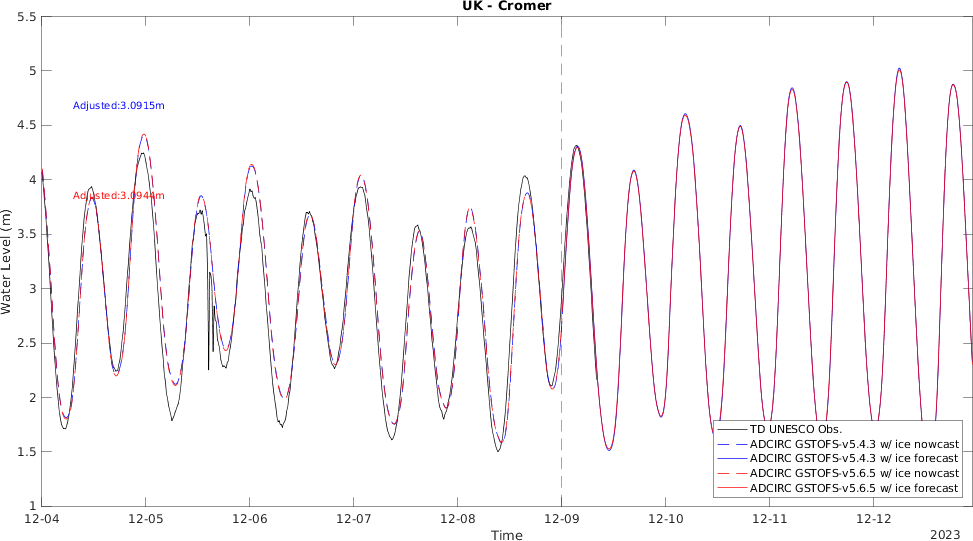 UK - Cromer
5.5
5
4.5
4
3.5
3
2.5
2
1.5
1
Water Level (m)
Adjusted:3.0915m
Adjusted:3.0944m
TD UNESCO Obs.
ADCIRC GSTOFS-v5.4.3 w/ ice nowcast
ADCIRC GSTOFS-v5.4.3 w/ ice forecast
ADCIRC GSTOFS-v5.6.5 w/ ice nowcast
ADCIRC GSTOFS-v5.6.5 w/ ice forecast
12-04 12-05 12-06 12-07 12-08 12-09 12-10 12-11 12-12
Time
2023